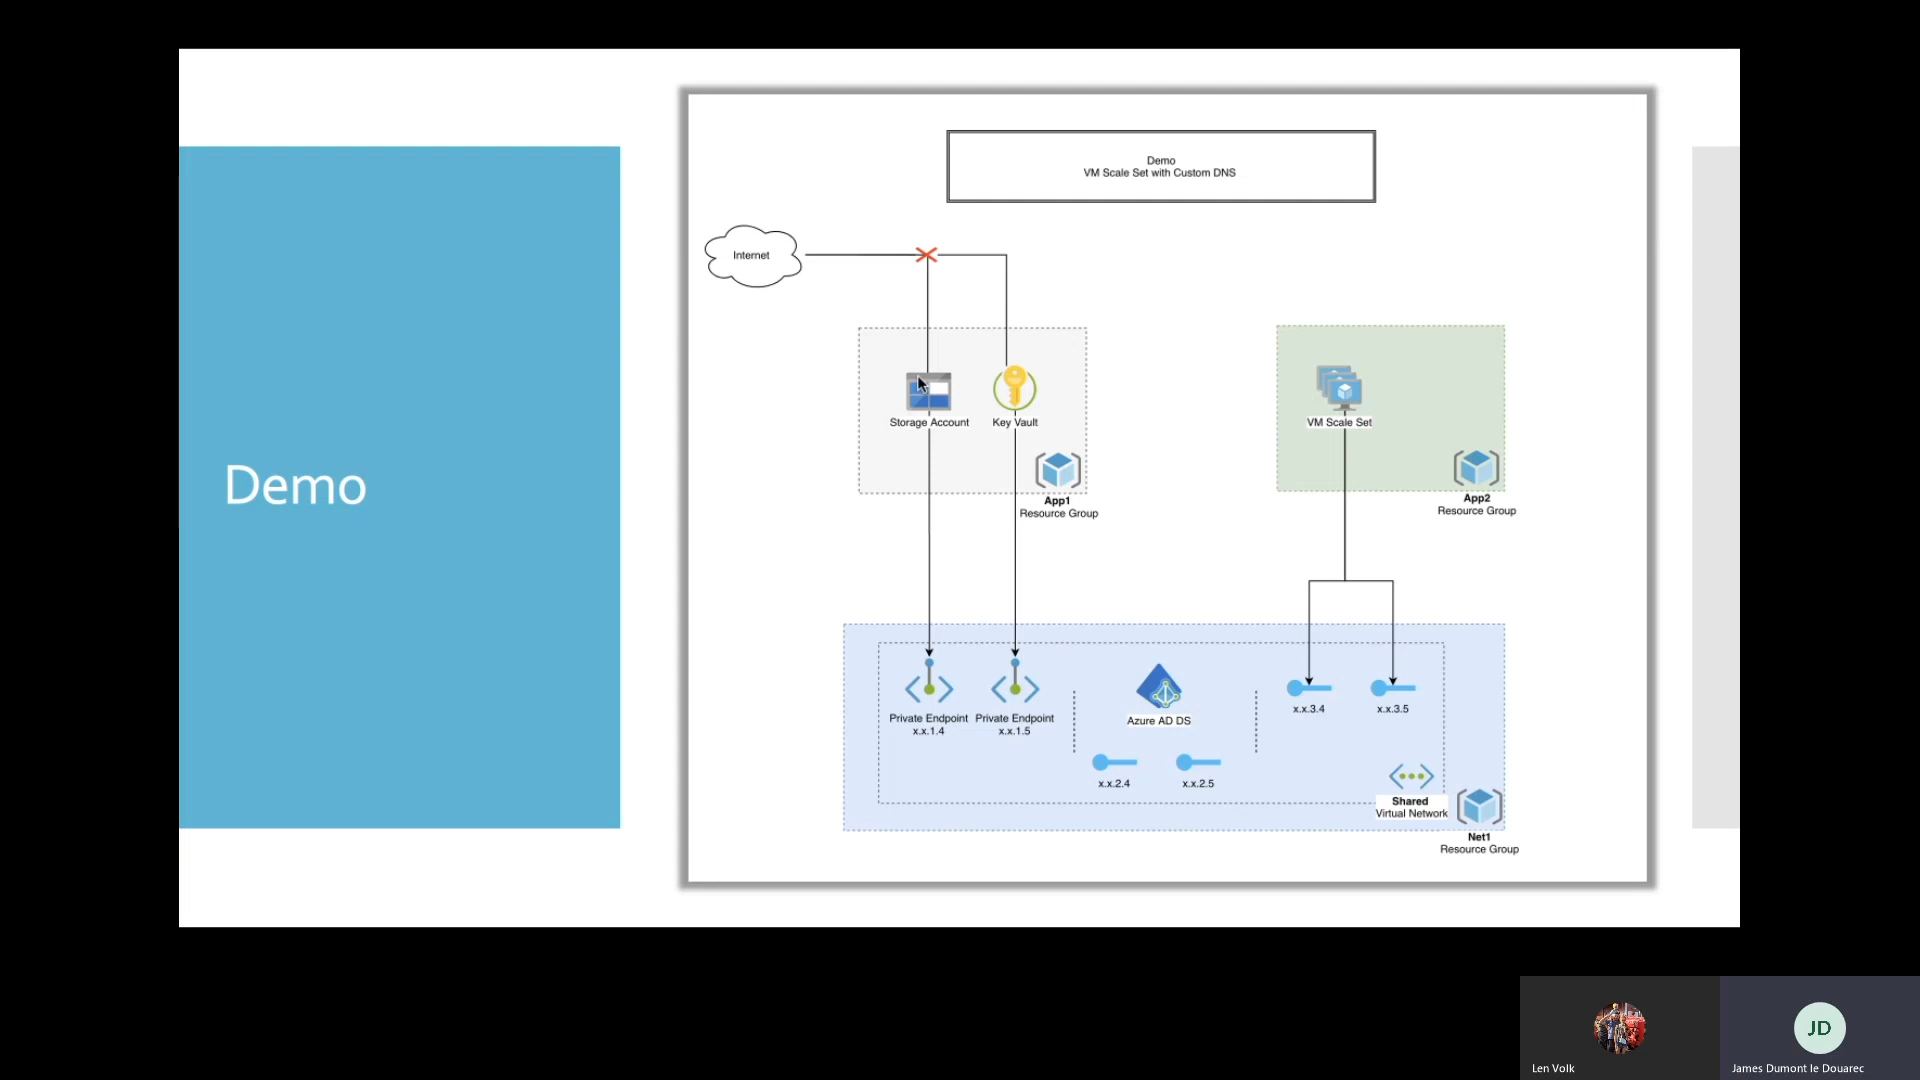 Demo
VM Scale Set with Custom DNS
Internet
Storage Account
Key Vault
VM Scale Set
App1
Resource Group
App2
Resource Group
Demo
Private Endpoint
x.x.1.4
Private Endpoint
x.x.1.5
Azure AD DS
x.x.2.4
x.x.2.5
x.x.3.4
x.x.3.5
Shared
Virtual Network
Net1
Resource Group
JD
Len Volk
James Dumont le Douarec